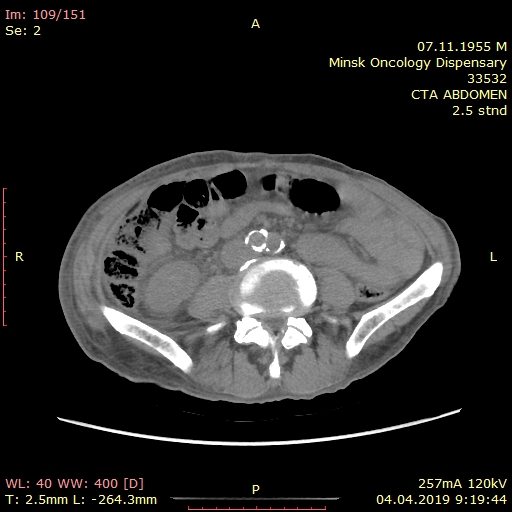 Im: 109/151
Se: 2
A
07.11.1955 M
Minsk Oncology Dispensary
33532
CTA ABDOMEN
2.5 stnd
R
L
WL: 40 WW: 400 [D]
T: 2.5mm L: -264.3mm
P
257mA 120kV
04.04.2019 9:19:44